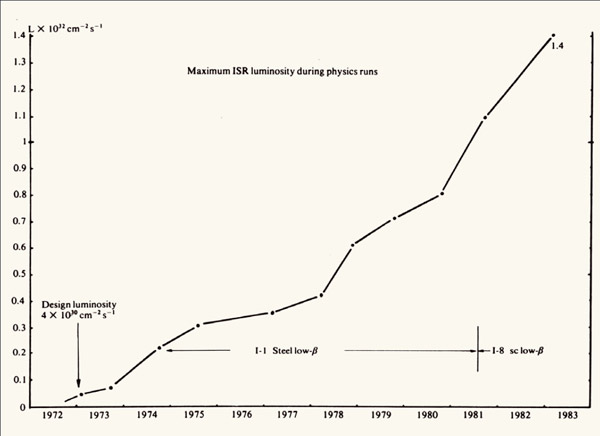 L × 10³² cm⁻² s⁻¹
1.4
1.3
1.2
1.1
1
0.9
0.8
0.7
0.6
0.5
0.4
0.3
0.2
0.1
0
Maximum ISR luminosity during physics runs
1.4
Design luminosity
4 × 10³⁰ cm⁻² s⁻¹
I-1 Steel low-β
I-8 sc low-β
1972 1973 1974 1975 1976 1977 1978 1979 1980 1981 1982 1983